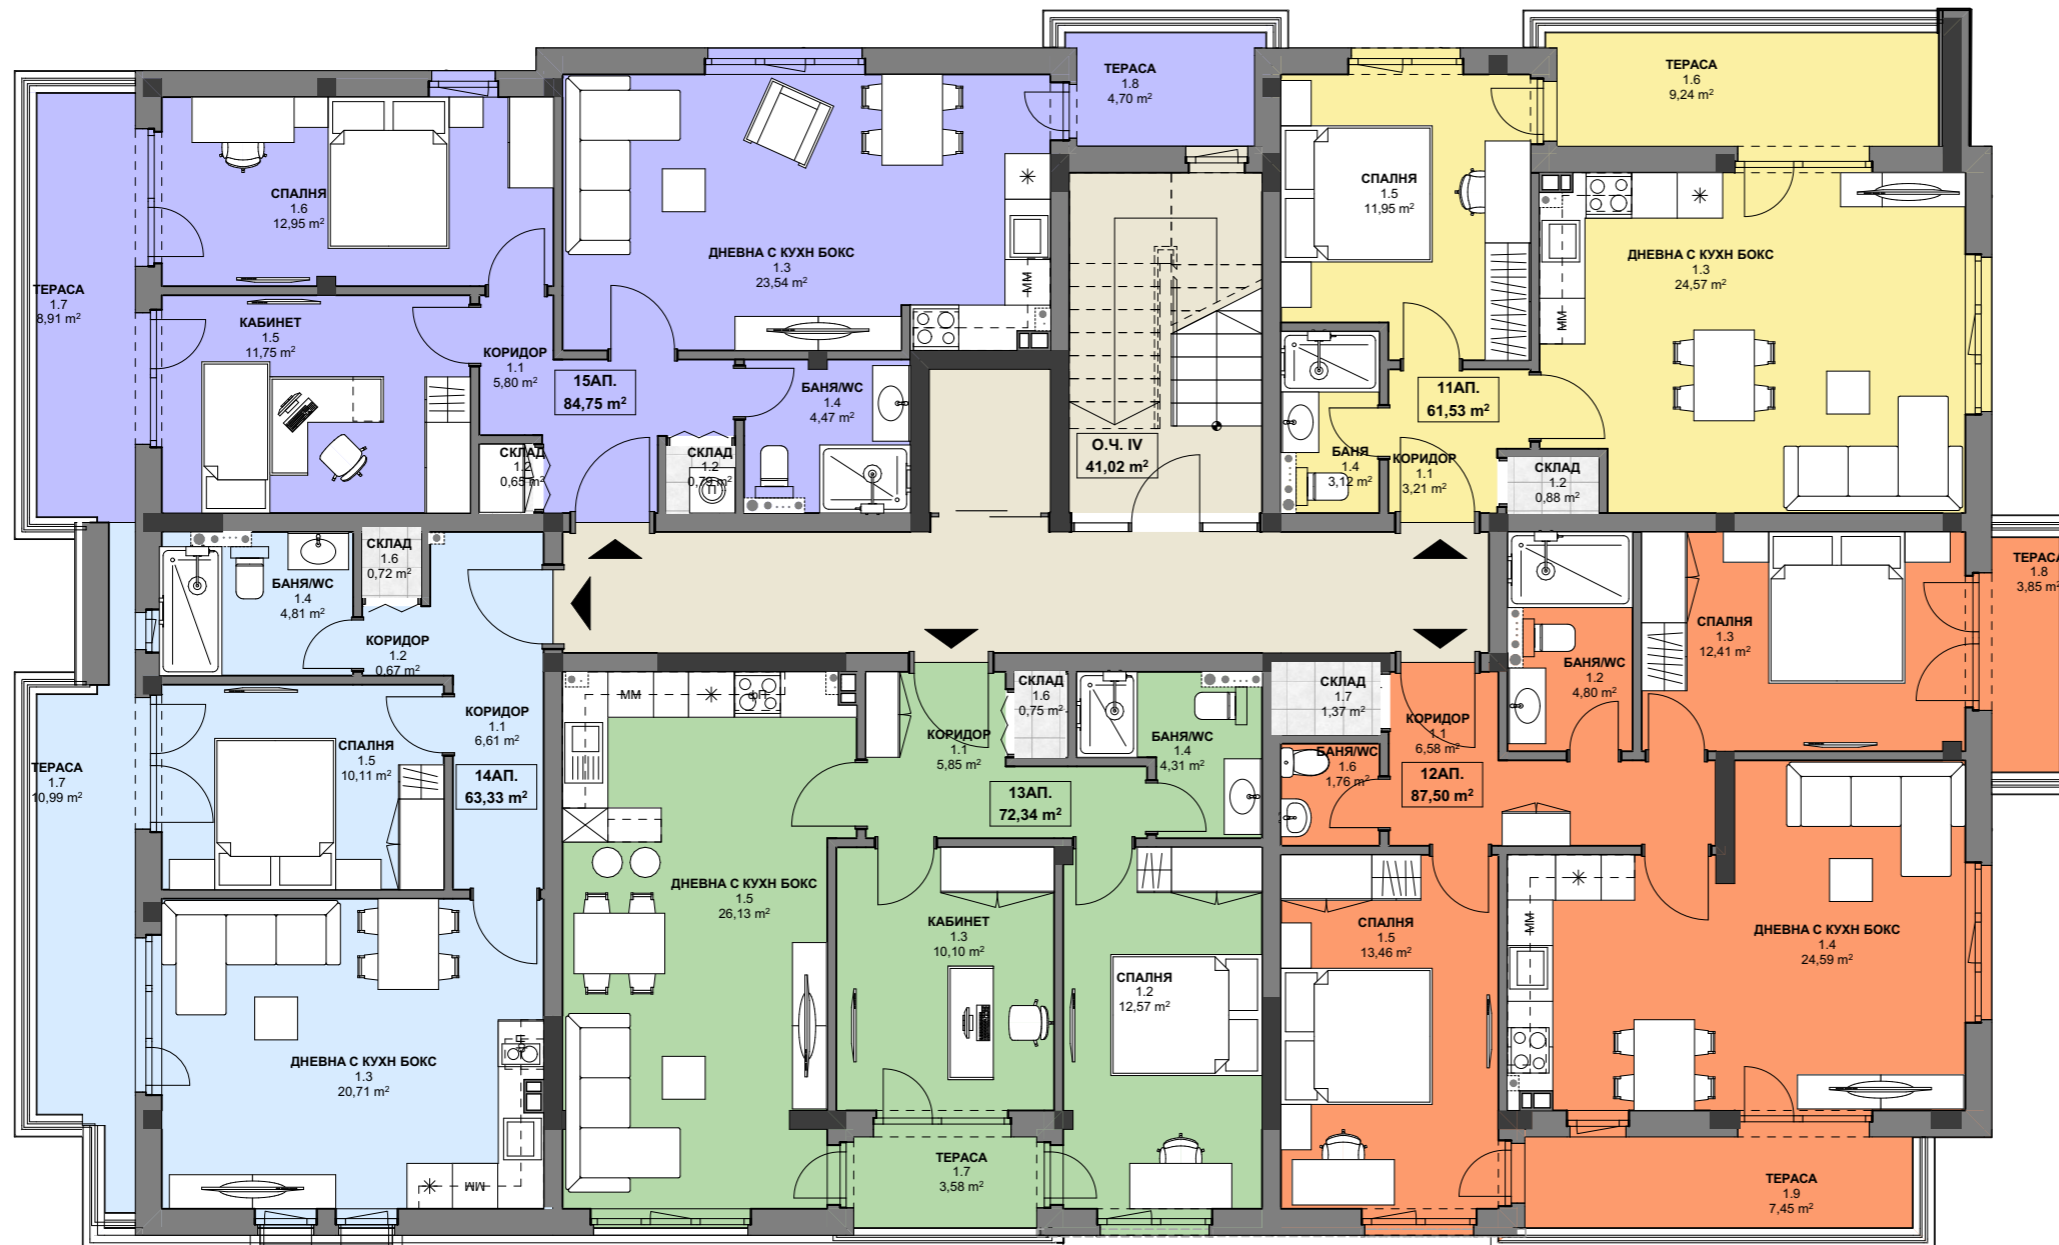 ТЕРАСА
1.8
4,70 m²
ТЕРАСА
1.6
9,24 m²
СПАЛНЯ
1.6
12,95 m²
ДНЕВНА С КУХН БОКС
1.3
23,54 m²
ММ
СПАЛНЯ
1.5
11,95 m²
ДНЕВНА С КУХН БОКС
1.3
24,57 m²
ММ
ТЕРАСА
1.7
8,91 m²
КАБИНЕТ
1.5
11,75 m²
КОРИДОР
1.1
5,80 m²
15АП.
84,75 m²
БАНЯ/WC
1.4
4,47 m²
СКЛАД
1.2
0,65 m²
СКЛАД
1.2
0,79 m²
П
О.Ч. IV
41,02 m²
11АП.
61,53 m²
БАНЯ
1.4
3,12 m²
КОРИДОР
1.1
3,21 m²
СКЛАД
1.2
0,88 m²
СКЛАД
1.6
0,72 m²
БАНЯ/WC
1.4
4,81 m²
КОРИДОР
1.2
0,67 m²
ТЕРАСА
1.8
3,85 m²
СПАЛНЯ
1.3
12,41 m²
БАНЯ/WC
1.2
4,80 m²
КОРИДОР
1.1
6,61 m²
СПАЛНЯ
1.5
10,11 m²
14АП.
63,33 m²
ТЕРАСА
1.7
10,99 m²
ММ
ФП
СКЛАД
1.6
0,75 m²
КОРИДОР
1.1
5,85 m²
БАНЯ/WC
1.4
4,31 m²
13АП.
72,34 m²
СКЛАД
1.7
1,37 m²
КОРИДОР
1.1
6,58 m²
БАНЯ/WC
1.6
1,76 m²
12АП.
87,50 m²
ДНЕВНА С КУХН БОКС
1.5
26,13 m²
КАБИНЕТ
1.3
10,10 m²
СПАЛНЯ
1.2
12,57 m²
СПАЛНЯ
1.5
13,46 m²
ММ
ДНЕВНА С КУХН БОКС
1.4
24,59 m²
ДНЕВНА С КУХН БОКС
1.3
20,71 m²
ММ
ТЕРАСА
1.7
3,58 m²
ТЕРАСА
1.9
7,45 m²